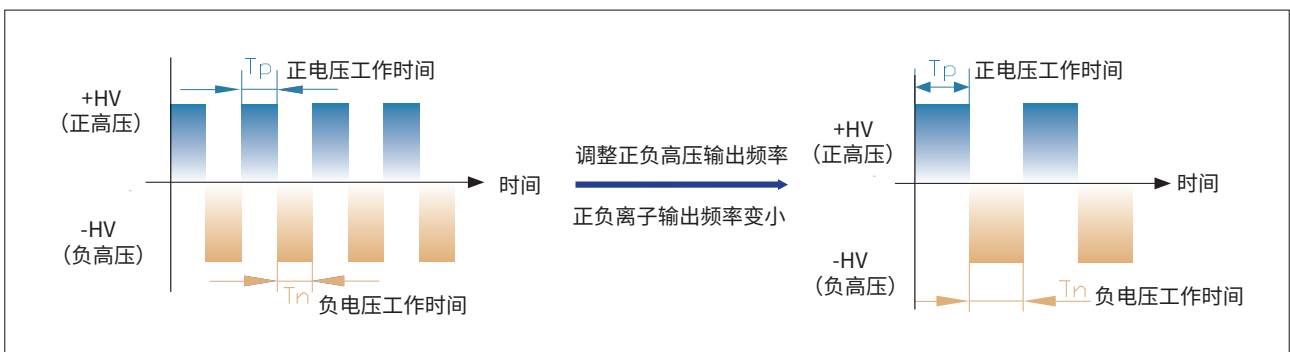 Tp 正电压工作时间
+HV
（正高压）
时间
-HV
（负高压）
Tn 负电压工作时间
调整正负高压输出频率
正负离子输出频率变小
Tp 正电压工作时间
+HV
（正高压）
时间
-HV
（负高压）
Tn 负电压工作时间